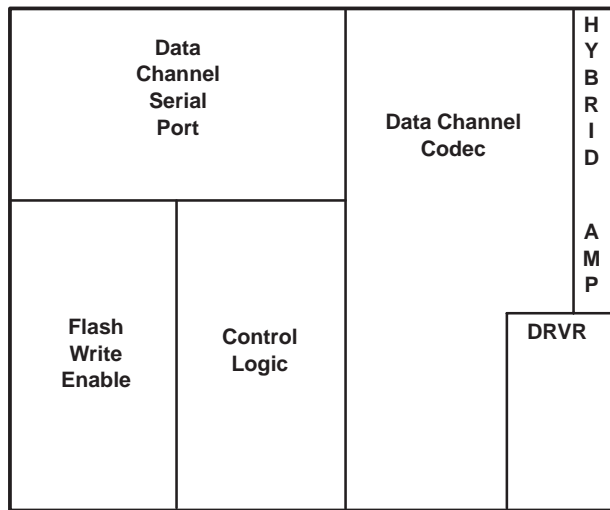 Data
Channel
Serial
Port
Data Channel
Codec
H
Y
B
R
I
D
A
M
P
Flash
Write
Enable
Control
Logic
DRVR